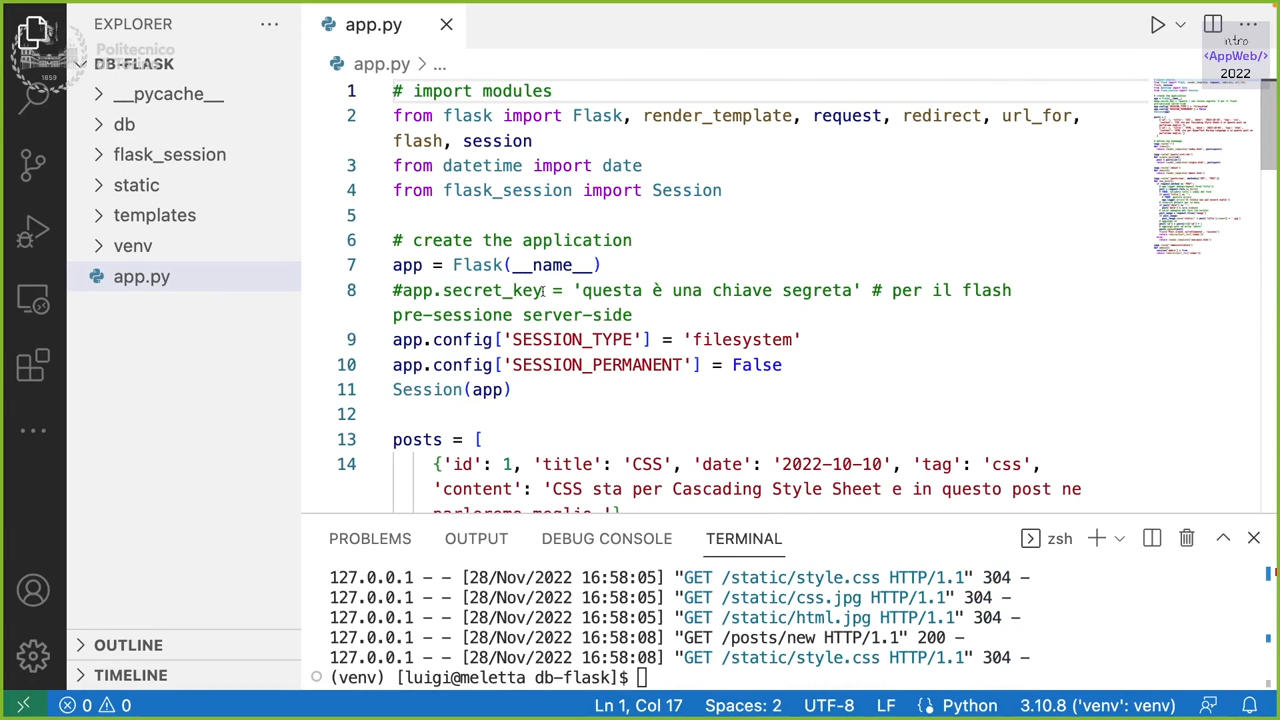 EXPLORER
Politecnico
1859
DB-FLASK
__pycache__
db
flask_session
static
templates
venv
app.py
OUTLINE
TIMELINE
app.py
ntro
<AppWeb/>
2022
app.py > ...
1 # import modules
2 from flask import Flask, render_template, request, redirect, url_for,
flash, session
3 from datetime import date
4 from flask_session import Session
5
6 # create the application
7 app = Flask(__name__)
8 #app.secret_key = 'questa è una chiave segreta' # per il flash
pre-sessione server-side
9 app.config['SESSION_TYPE'] = 'filesystem'
10 app.config['SESSION_PERMANENT'] = False
11 Session(app)
12
13 posts = [
14 {'id': 1, 'title': 'CSS', 'date': '2022-10-10', 'tag': 'css',
'content': 'CSS sta per Cascading Style Sheet e in questo post ne
parleremo meglio.'}
PROBLEMS OUTPUT DEBUG CONSOLE TERMINAL zsh
127.0.0.1 - - [28/Nov/2022 16:58:05] "GET /static/style.css HTTP/1.1" 304 -
127.0.0.1 - - [28/Nov/2022 16:58:05] "GET /static/css.jpg HTTP/1.1" 304 -
127.0.0.1 - - [28/Nov/2022 16:58:05] "GET /static/html.jpg HTTP/1.1" 304 -
127.0.0.1 - - [28/Nov/2022 16:58:08] "GET /posts/new HTTP/1.1" 200 -
127.0.0.1 - - [28/Nov/2022 16:58:08] "GET /static/style.css HTTP/1.1" 304 -
(venv) [luigi@meletta db-flask]$
0 0 Ln 1, Col 17 Spaces: 2 UTF-8 LF Python 3.10.8 ('venv': venv)